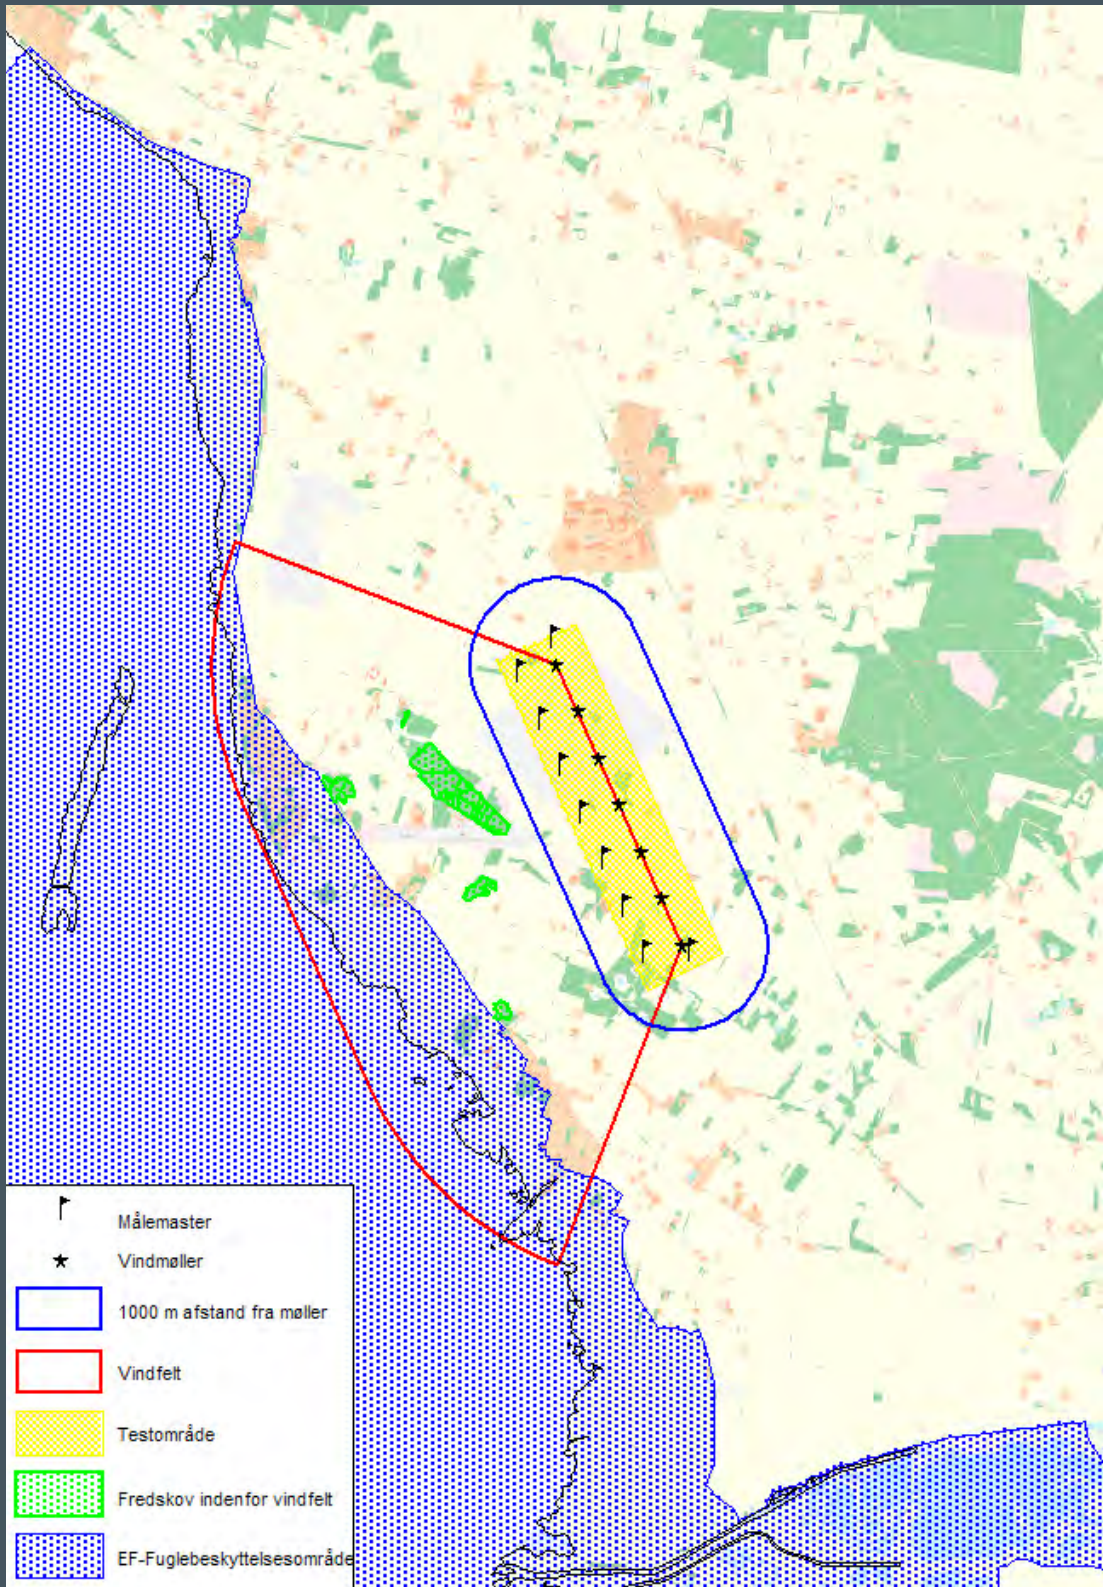 Målemaster
Vindmøller
1000 m afstand fra møller
Vindfelt
Testområde
Fredskov indenfor vindfelt
EF-Fuglebeskyttelsesområde